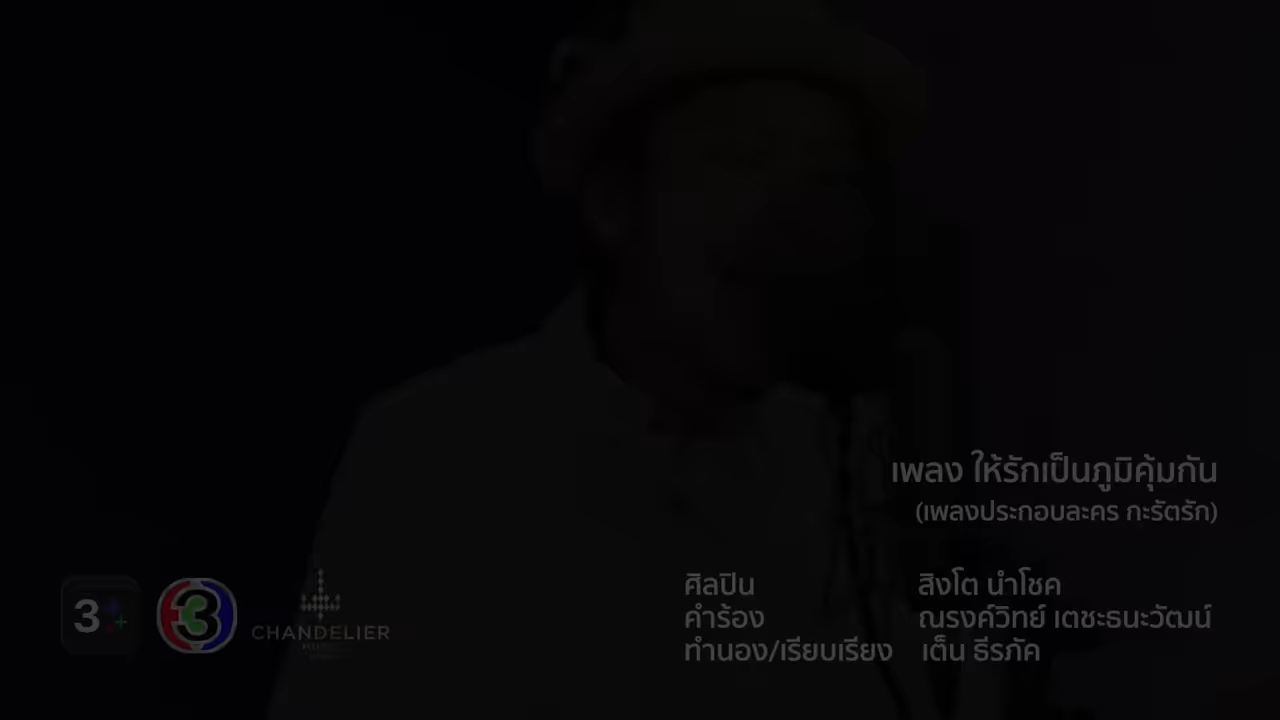 เพลง ให้รักเป็นภูมิคุ้มกัน
(เพลงประกอบละคร กะรัตรัก)
ศิลปิน สิงโต นำโชค
คำร้อง ณรงค์วิทย์ เตชะธนะวัฒน์
ทำนอง/เรียบเรียง เต็น ธีรภัค
3+
3
CHANDELIER